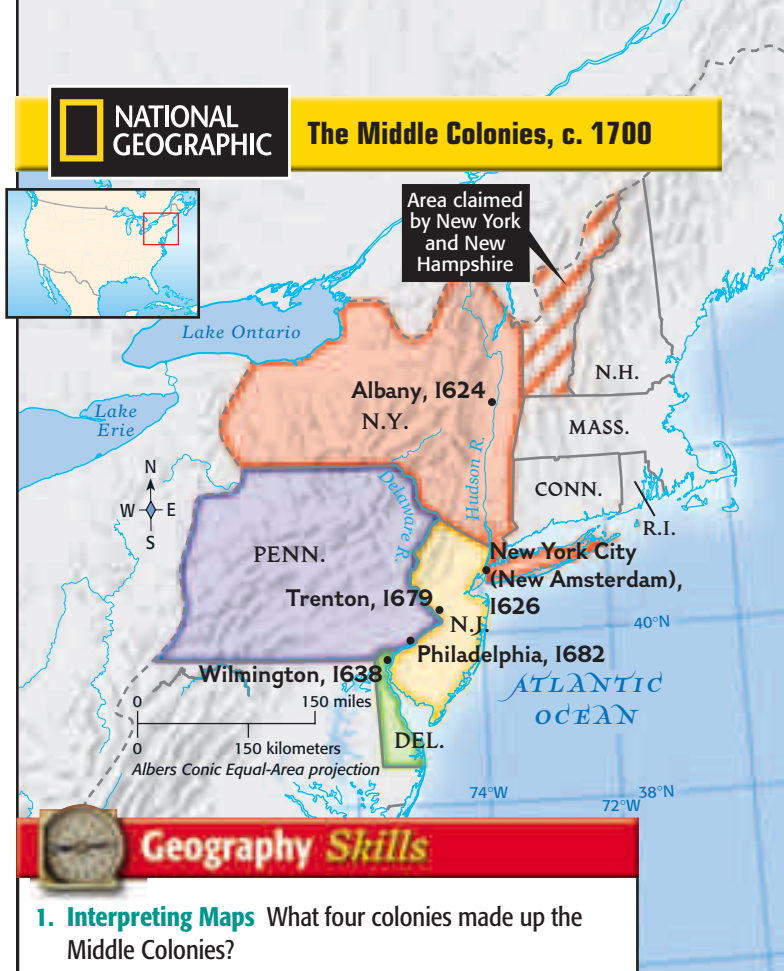 NATIONAL
GEOGRAPHIC
The Middle Colonies, c. 1700
Area claimed
by New York
and New
Hampshire
Lake Ontario
Lake
Erie
Albany, 1624
N.Y.
Hudson R.
N.H.
MASS.
CONN.
R.I.
N
W E
S
Delaware R.
PENN.
New York City
(New Amsterdam),
1626
Trenton, 1679
N.J.
40°N
Philadelphia, 1682
Wilmington, 1638
ATLANTIC
OCEAN
0 150 miles
0 150 kilometers
Albers Conic Equal-Area projection
DEL.
74°W
72°W
38°N
Geography Skills
1. Interpreting Maps What four colonies made up the
Middle Colonies?